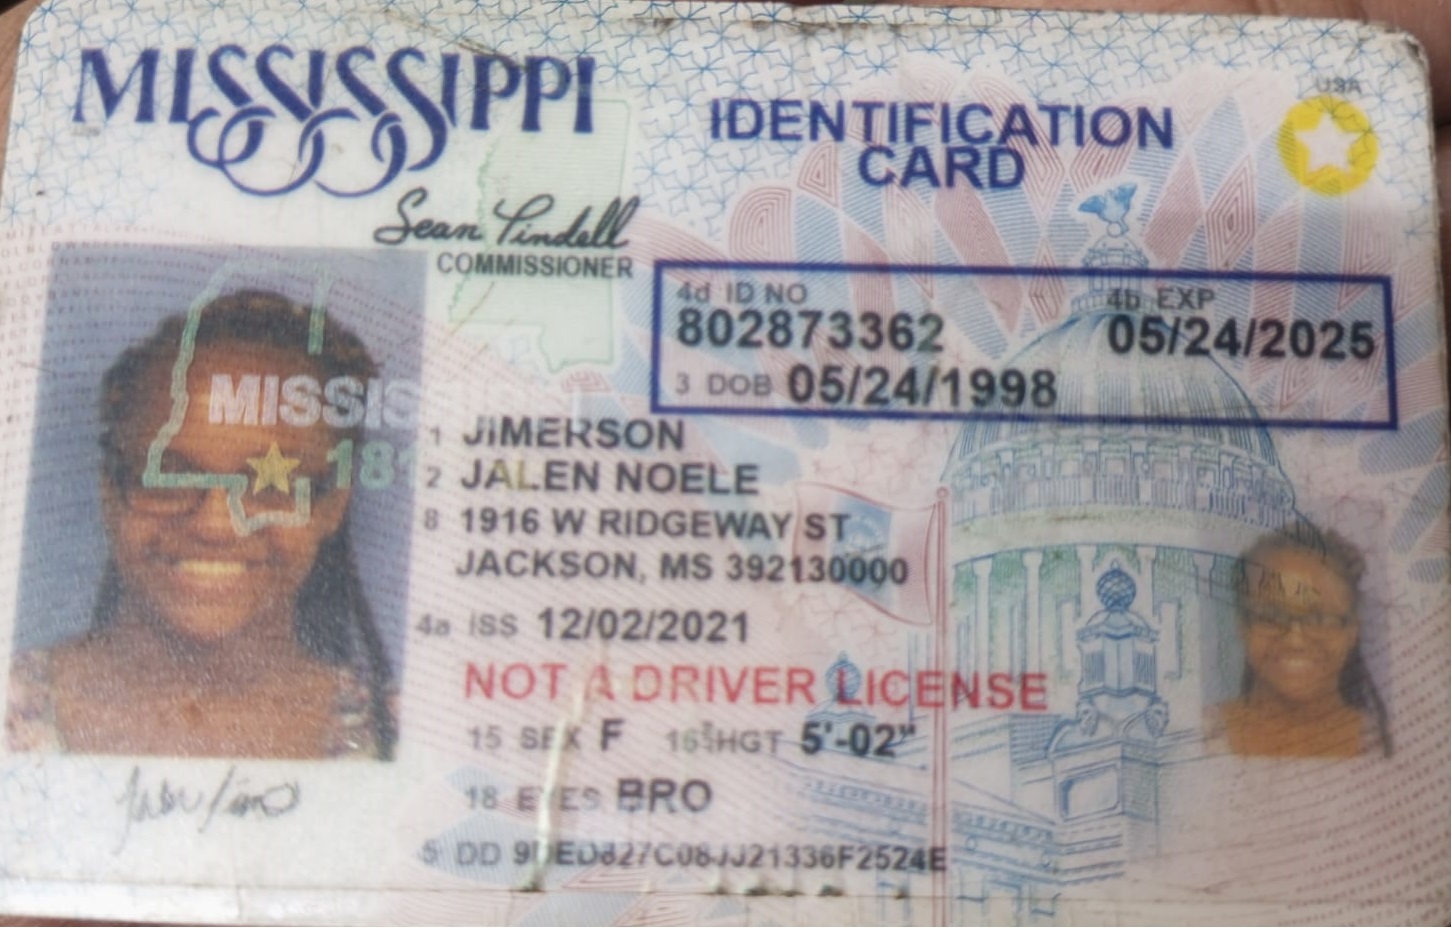 MISSISSIPPI
IDENTIFICATION
CARD
USA
Sean Tindell
COMMISSIONER
4d ID NO
802873362
4b EXP
05/24/2025
3 DOB 05/24/1998
MISSIS
181
1 JIMERSON
2 JALEN NOELE
8 1916 W RIDGEWAY ST
JACKSON, MS 392130000
4a ISS 12/02/2021
NOT A DRIVER LICENSE
15 SEX F 16 HGT 5'-02"
18 EYES BRO
5 DD